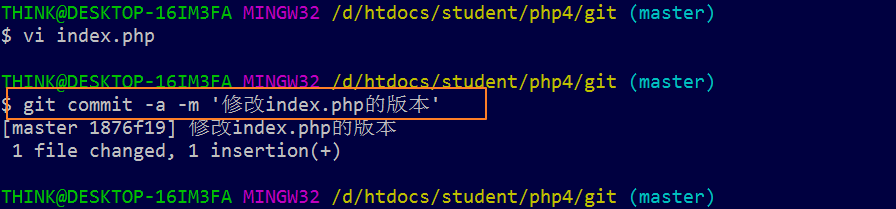 THINK@DESKTOP-16IM3FA MINGW32 /d/htdocs/student/php4/git (master)
$ vi index.php
THINK@DESKTOP-16IM3FA MINGW32 /d/htdocs/student/php4/git (master)
$ git commit -a -m '修改index.php的版本'
[master 1876f19] 修改index.php的版本
 1 file changed, 1 insertion(+)
THINK@DESKTOP-16IM3FA MINGW32 /d/htdocs/student/php4/git (master)